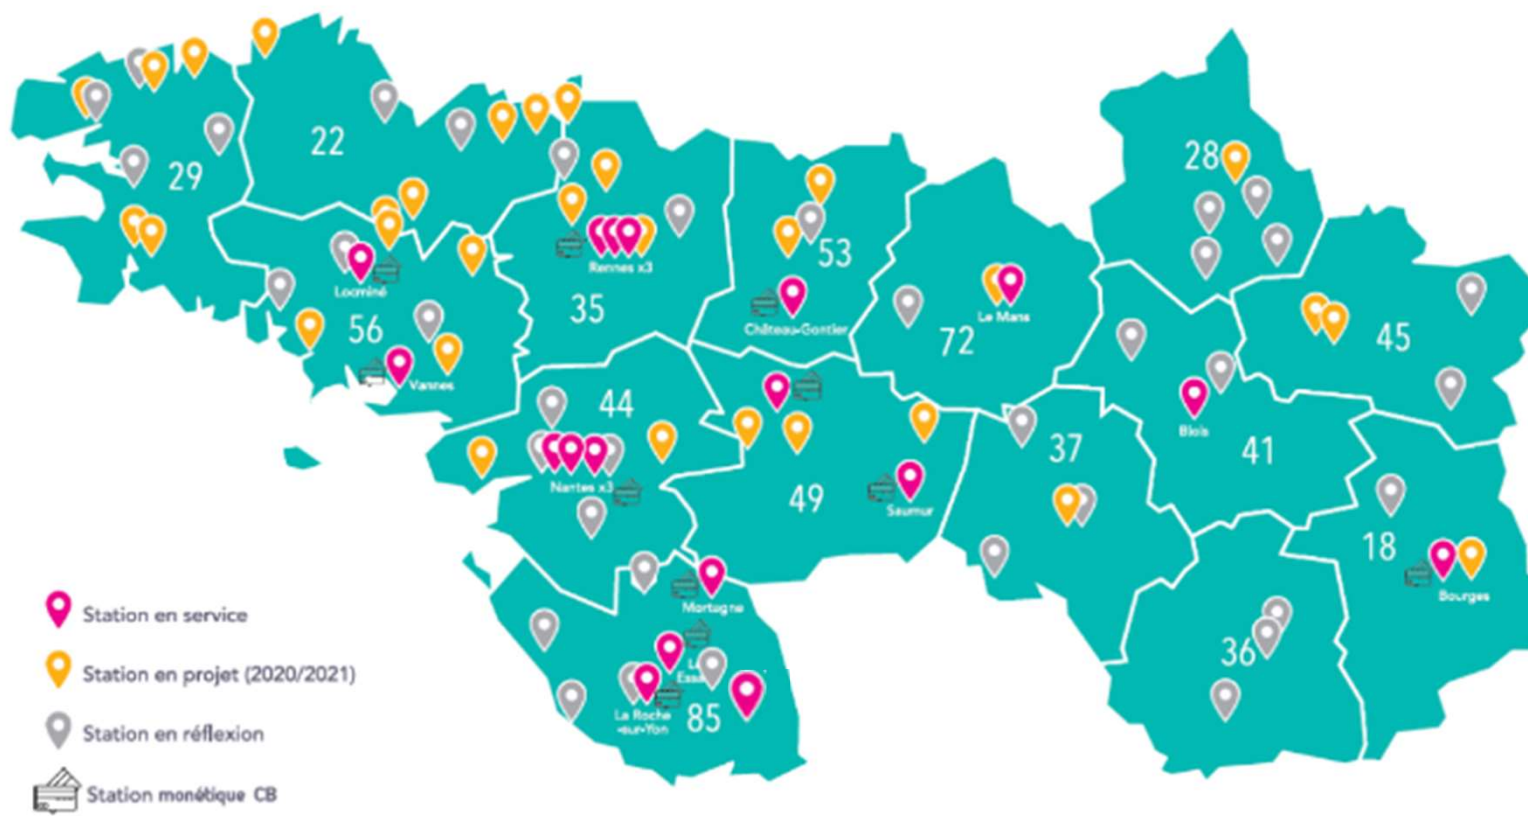 28
22
29
53
Rennes x3
Locminé
35
Château-Gontier
Le Mans
56
72
45
Vannes
44
Blois
37
41
Nantes x3
49
Saumur
18
Bourges
Mortagne
36
La Roche
-sur-Yon
85
Station en service
Station en projet (2020/2021)
Station en réflexion
Station monétique CB